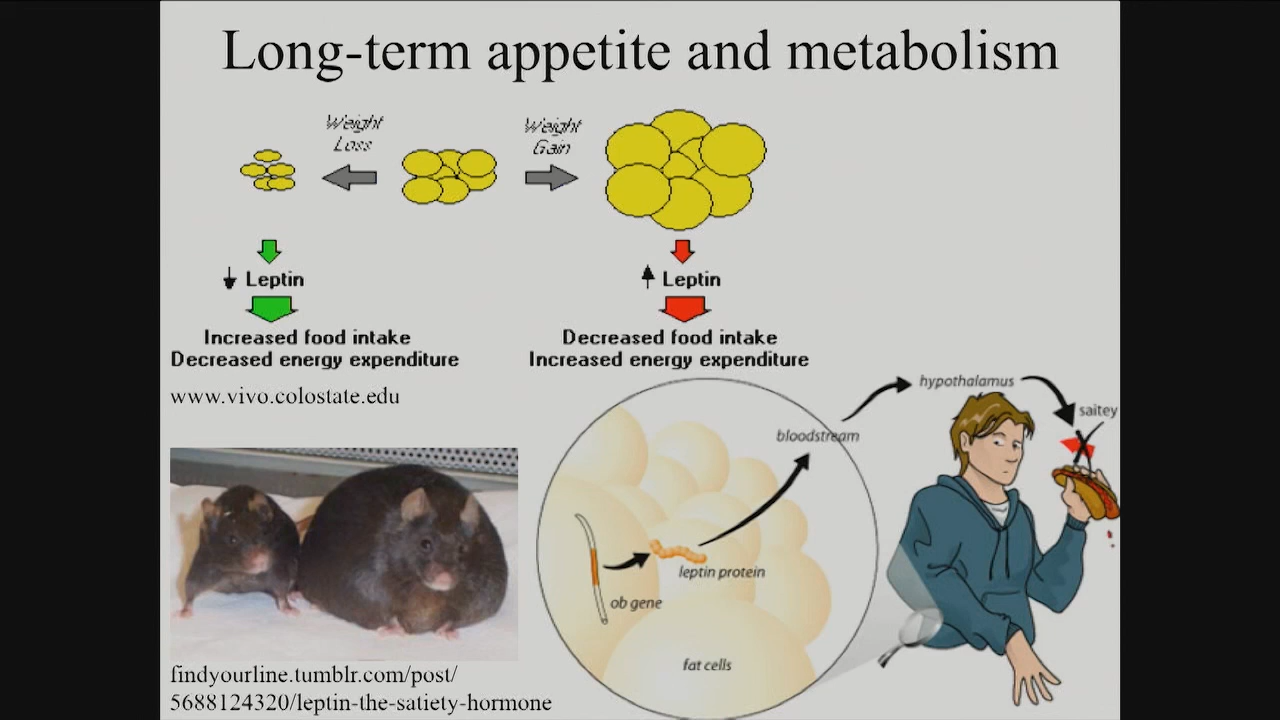 Long-term appetite and metabolism
Weight
Loss
Weight
Gain
Leptin
Leptin
Increased food intake
Decreased energy expenditure
Decreased food intake
Increased energy expenditure
www.vivo.colostate.edu
hypothalamus
saitey
bloodstream
leptin protein
ob gene
fat cells
findyourline.tumblr.com/post/
5688124320/leptin-the-satiety-hormone